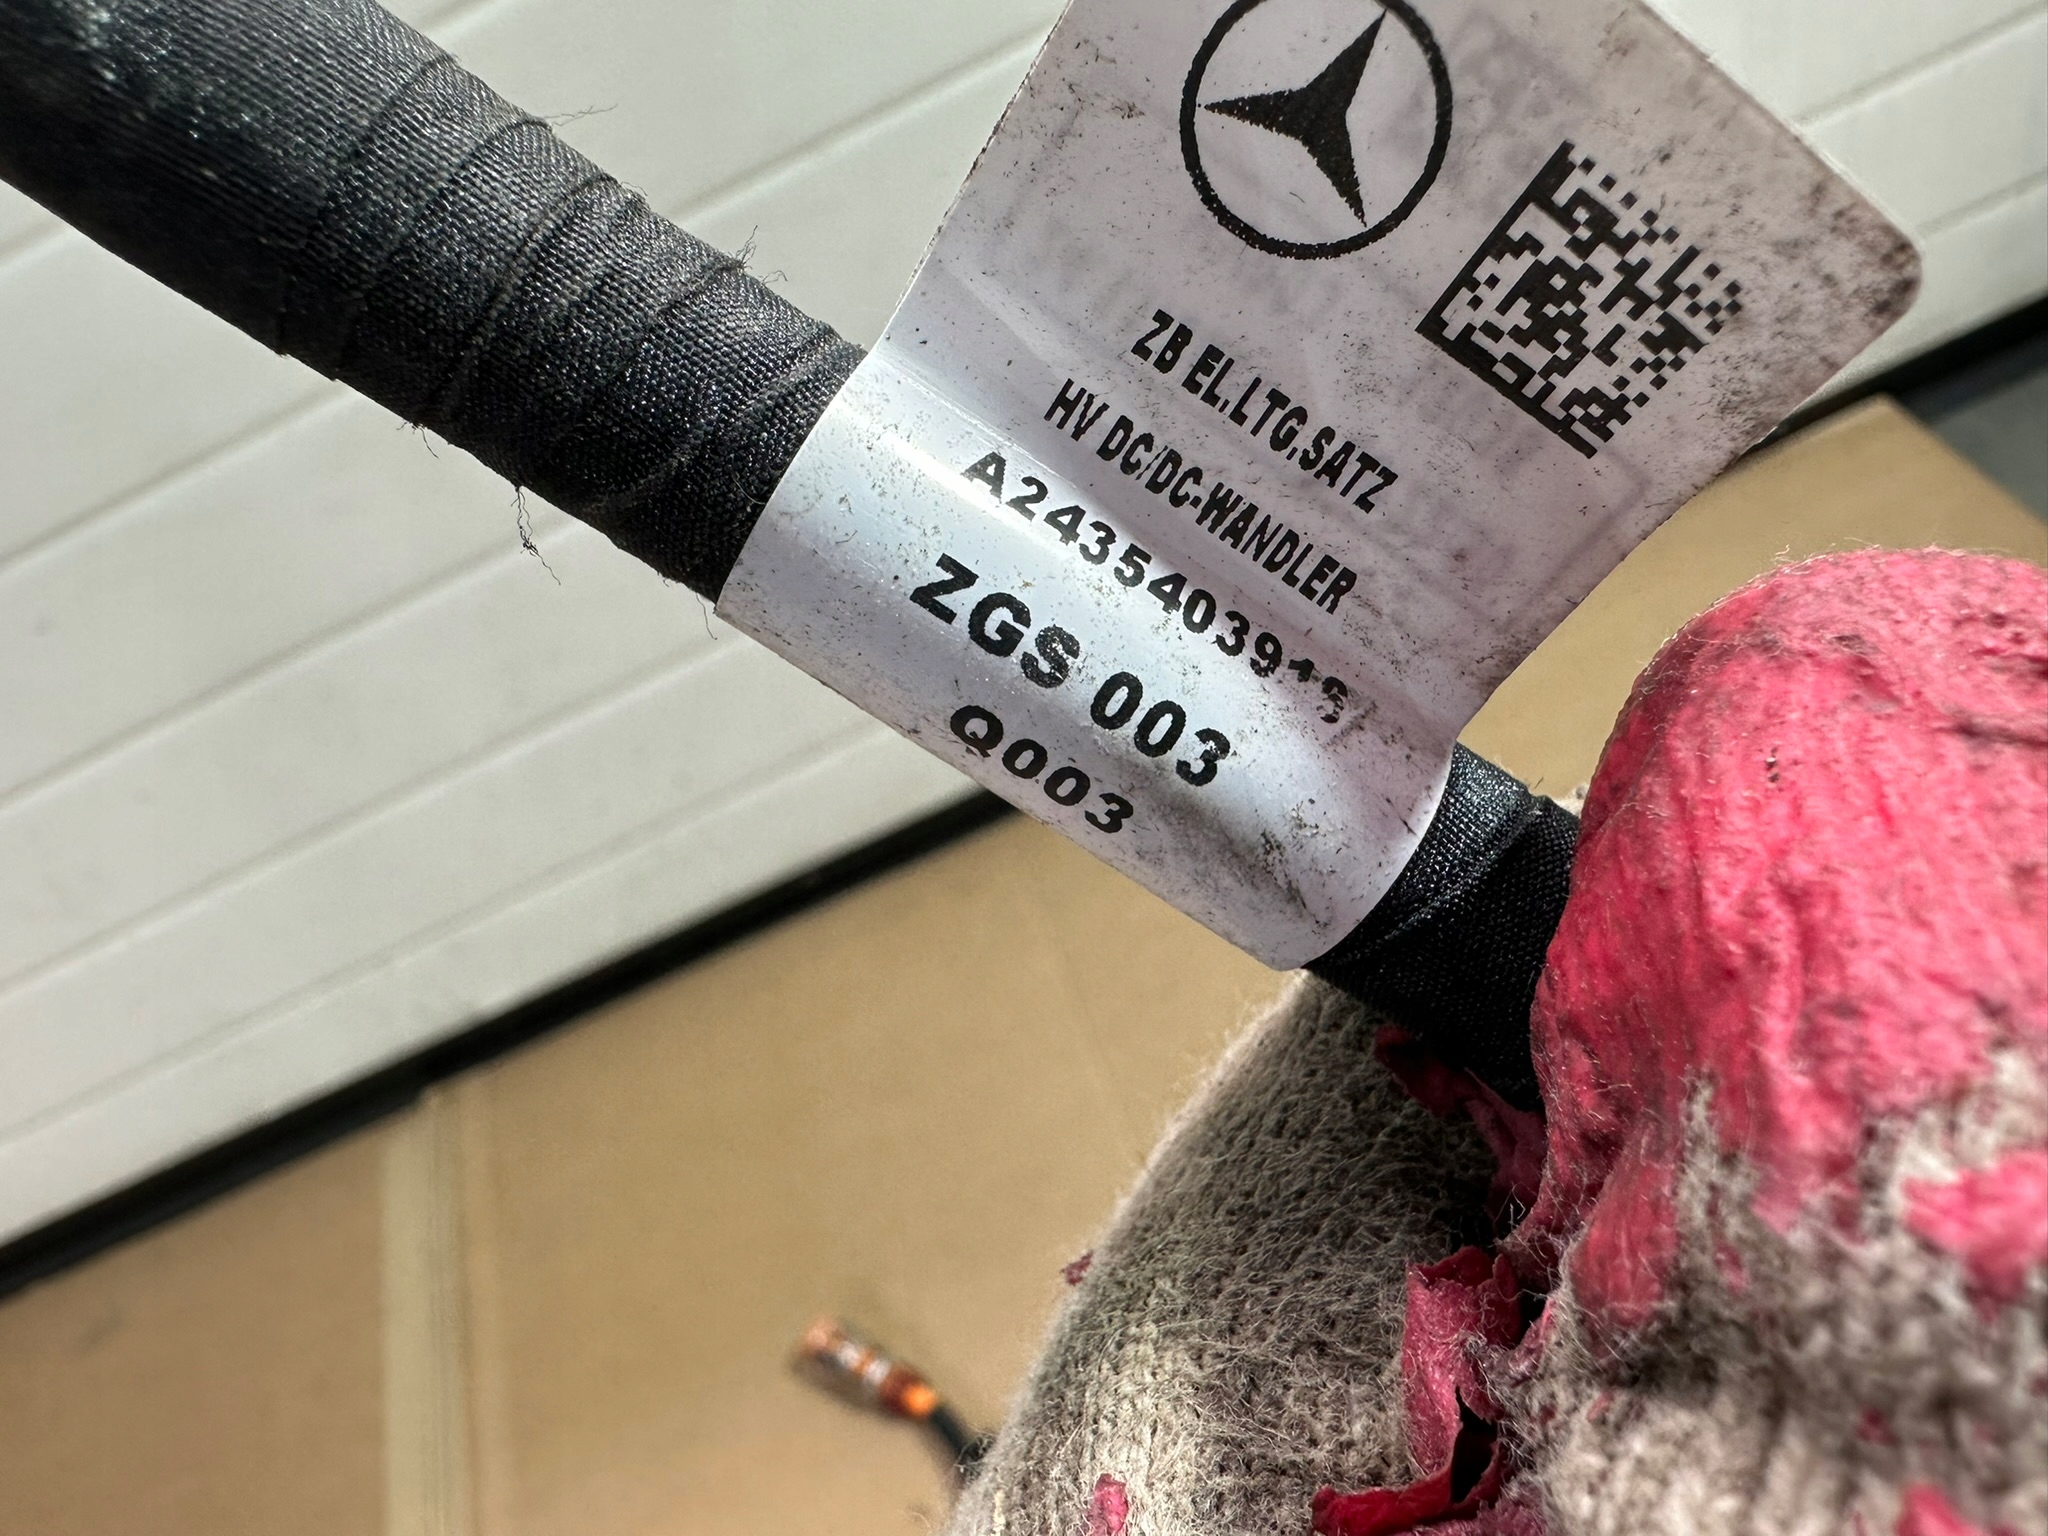 ZB EL.LTG.SATZ
HV DC/DC-WANDLER
ZGS 003
Q003